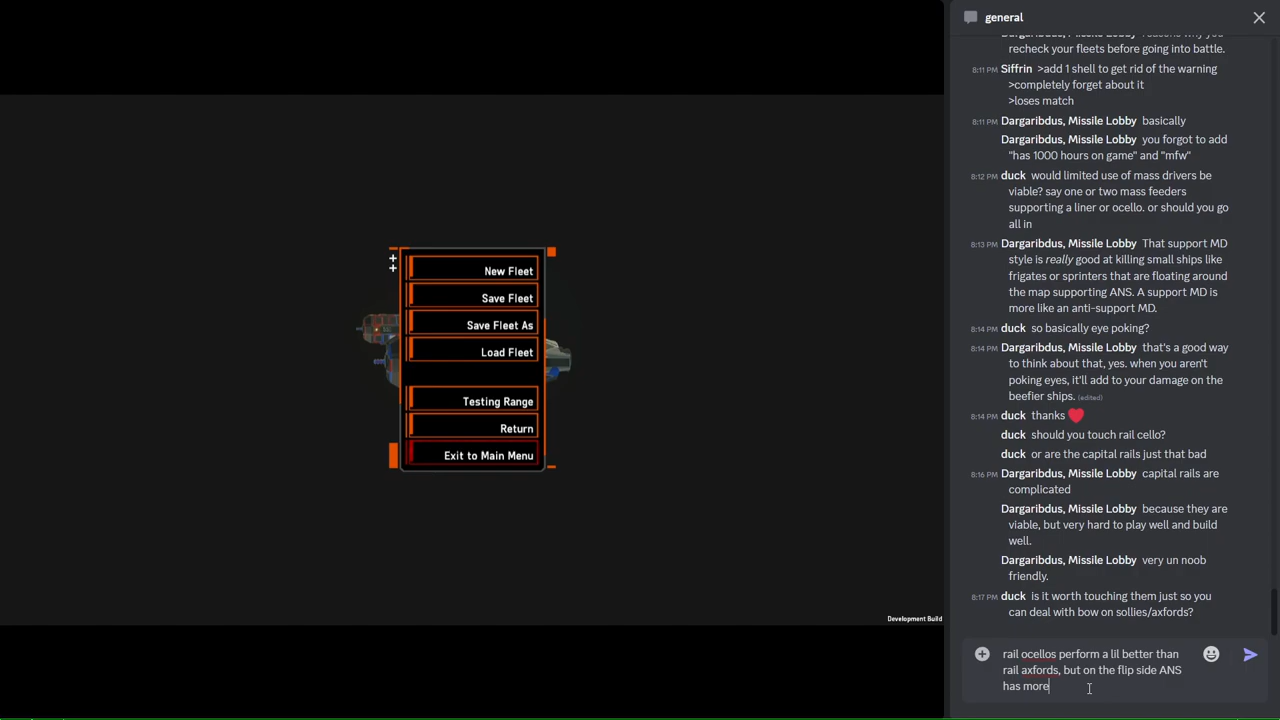 New Fleet
Save Fleet
Save Fleet As
Load Fleet
Testing Range
Return
Exit to Main Menu
Development Build
general
recheck your fleets before going into battle.
8:11 PM Siffrin >add 1 shell to get rid of the warning
>completely forget about it
>loses match
8:11 PM Dargaribdus, Missile Lobby basically
Dargaribdus, Missile Lobby you forgot to add
"has 1000 hours on game" and "mfw"
8:12 PM duck would limited use of mass drivers be
viable? say one or two mass feeders
supporting a liner or ocello. or should you go
all in
8:13 PM Dargaribdus, Missile Lobby That support MD
style is really good at killing small ships like
frigates or sprinters that are floating around
the map supporting ANS. A support MD is
more like an anti-support MD.
8:14 PM duck so basically eye poking?
8:14 PM Dargaribdus, Missile Lobby that's a good way
to think about that, yes. when you aren't
poking eyes, it'll add to your damage on the
beefier ships. (edited)
8:14 PM duck thanks
duck should you touch rail cello?
duck or are the capital rails just that bad
8:16 PM Dargaribdus, Missile Lobby capital rails are
complicated
Dargaribdus, Missile Lobby because they are
viable, but very hard to play well and build
well.
Dargaribdus, Missile Lobby very un noob
friendly.
8:17 PM duck is it worth touching them just so you
can deal with bow on sollies/axfords?
rail ocellos perform a lil better than
rail axfords, but on the flip side ANS
has more